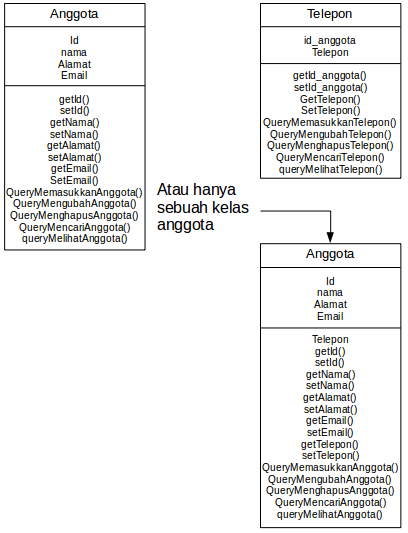 Anggota
Id
nama
Alamat
Email
getId()
setId()
getNama()
setNama()
getAlamat()
setAlamat()
getEmail()
SetEmail()
QueryMemasukkanAnggota()
QueryMengubahAnggota()
QueryMenghapusAnggota()
QueryMencariAnggota()
queryMelihatAnggota()
Telepon
id_anggota
Telepon
getId_anggota()
setId_anggota()
GetTelepon()
SetTelepon()
QueryMemasukkanTelepon()
QueryMengubahTelepon()
QueryMenghapusTelepon()
QueryMencariTelepon()
queryMelihatTelepon()
Atau hanya
sebuah kelas
anggota
Anggota
Id
nama
Alamat
Email
Telepon
getId()
setId()
getNama()
setNama()
getAlamat()
setAlamat()
getEmail()
setEmail()
getTelepon()
setTelepon()
QueryMemasukkanAnggota()
QueryMengubahAnggota()
QueryMenghapusAnggota()
QueryMencariAnggota()
queryMelihatAnggota()